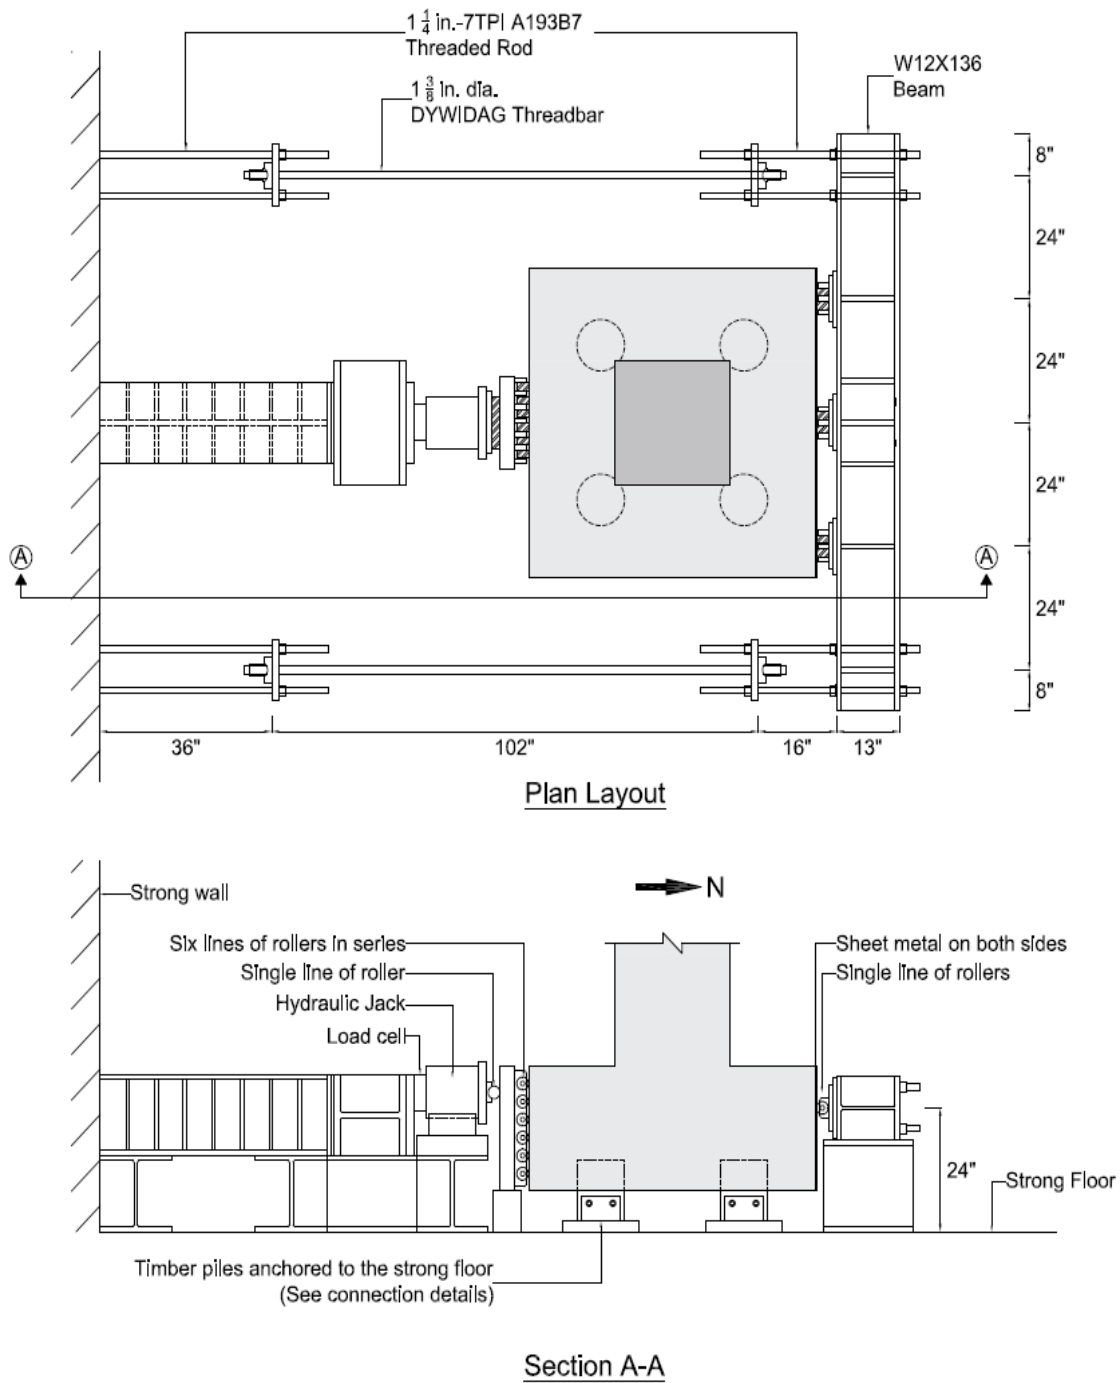 1 1/4 in.-7TPI A193B7
Threaded Rod
W12X136
Beam
1 3/8 in. dia.
DYWIDAG Threadbar
8"
24"
24"
24"
24"
8"
A
A
36"
102"
16"
13"
Plan Layout
Strong wall
N
Six lines of rollers in series
Sheet metal on both sides
Single line of roller
Single line of rollers
Hydraulic Jack
Load cell
24"
Strong Floor
Timber piles anchored to the strong floor
(See connection details)
Section A-A